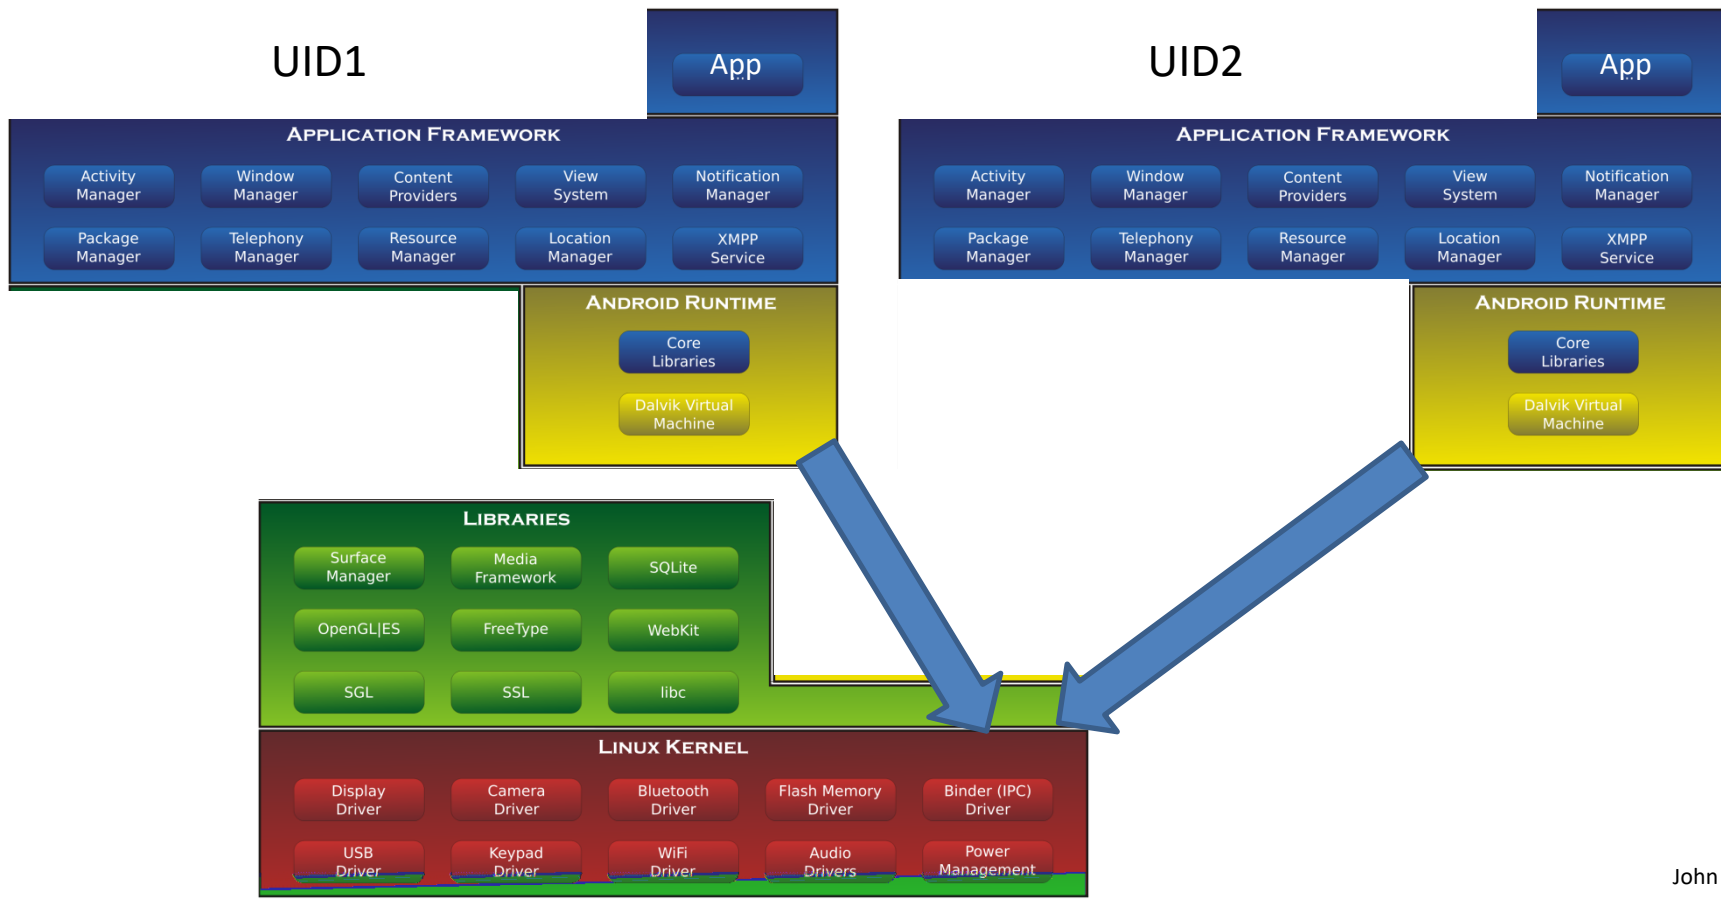 UID1
App
UID2
App
APPLICATION FRAMEWORK
Activity
Manager
Window
Manager
Content
Providers
View
System
Notification
Manager
Package
Manager
Telephony
Manager
Resource
Manager
Location
Manager
XMPP
Service
APPLICATION FRAMEWORK
Activity
Manager
Window
Manager
Content
Providers
View
System
Notification
Manager
Package
Manager
Telephony
Manager
Resource
Manager
Location
Manager
XMPP
Service
ANDROID RUNTIME
Core
Libraries
Dalvik Virtual
Machine
ANDROID RUNTIME
Core
Libraries
Dalvik Virtual
Machine
LIBRARIES
Surface
Manager
Media
Framework
SQLite
OpenGL|ES
FreeType
WebKit
SGL
SSL
libc
LINUX KERNEL
Display
Driver
Camera
Driver
Bluetooth
Driver
Flash Memory
Driver
Binder (IPC)
Driver
USB
Driver
Keypad
Driver
WiFi
Driver
Audio
Drivers
Power
Management
John